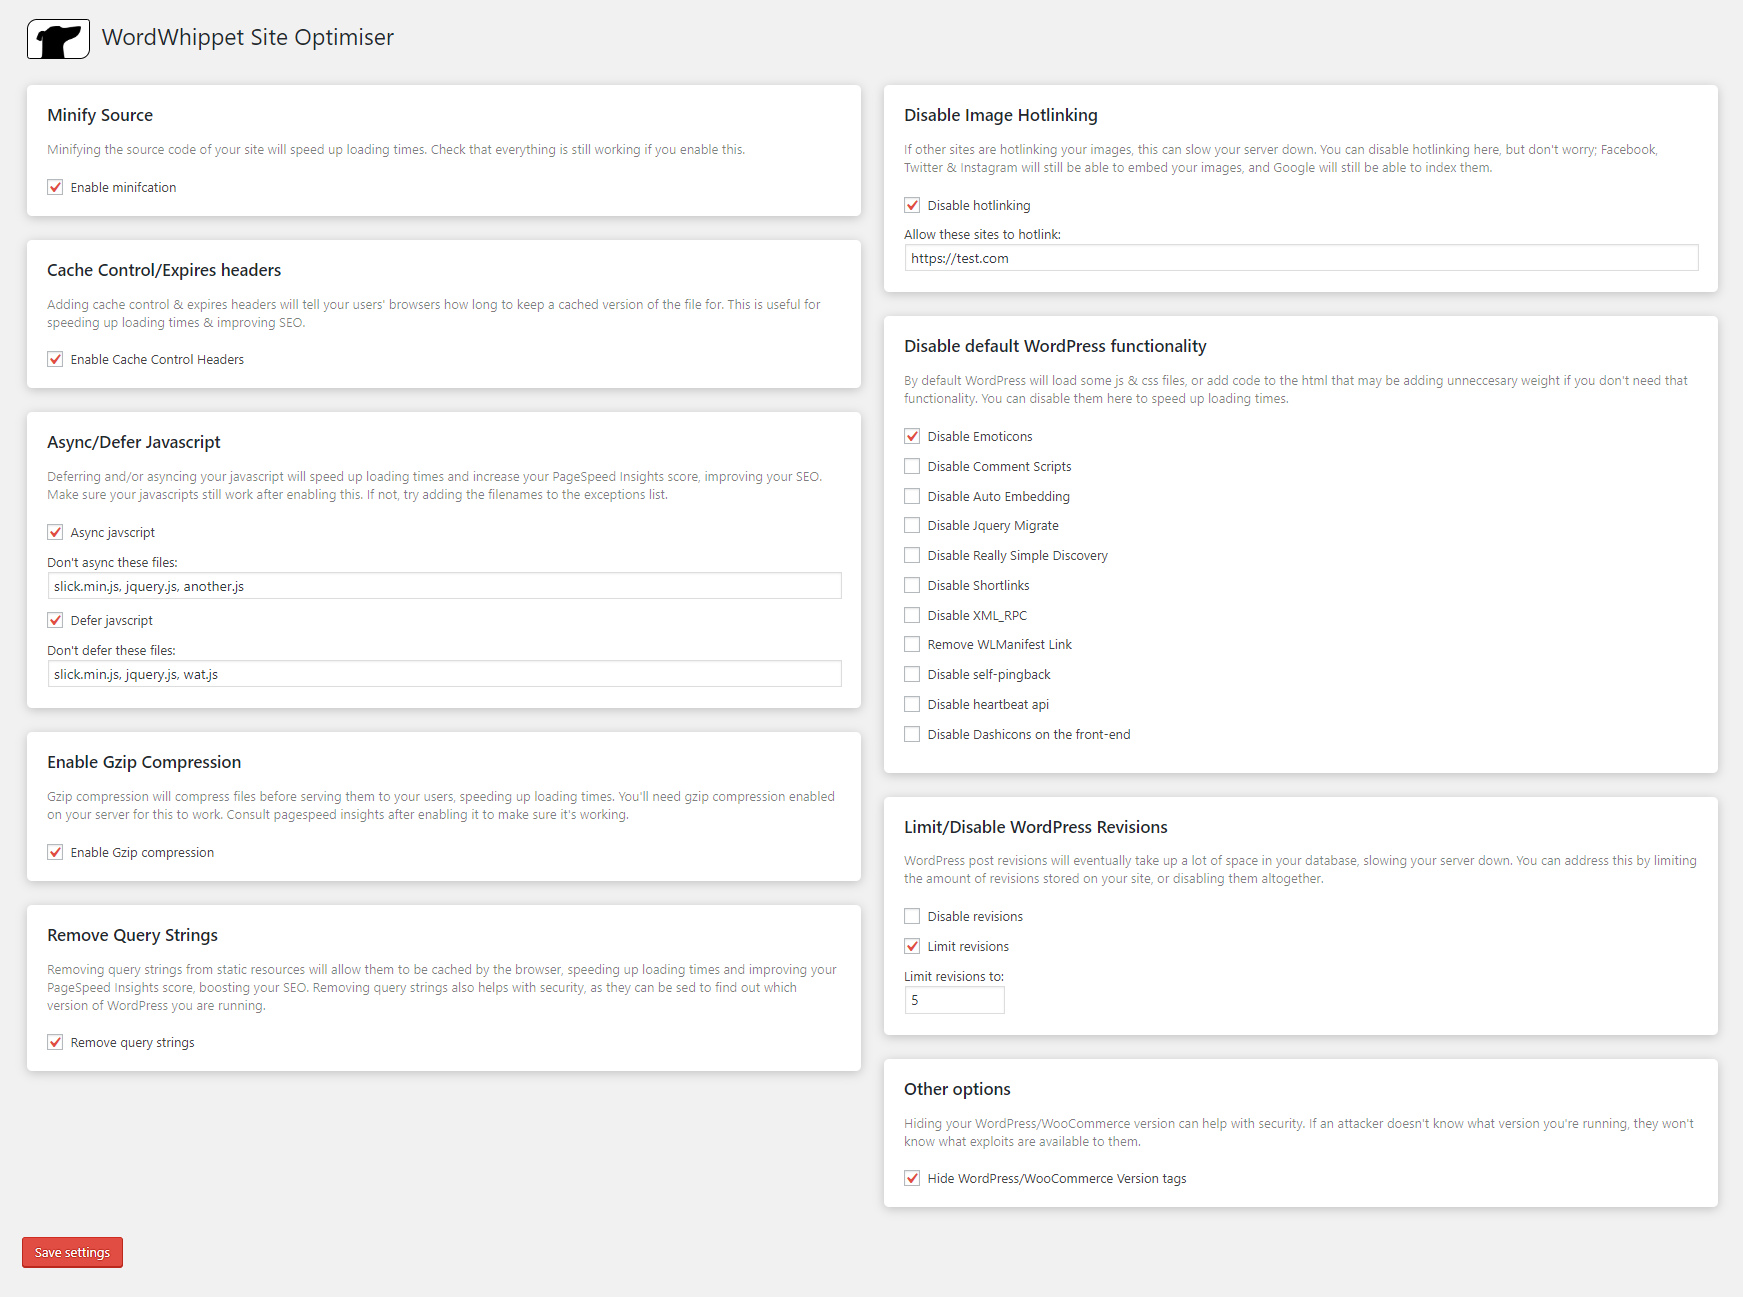 WordWhippet Site Optimiser
Minify Source
Minifying the source code of your site will speed up loading times. Check that everything is still working if you enable this.
Enable minifcation
Cache Control/Expires headers
Adding cache control & expires headers will tell your users' browsers how long to keep a cached version of the file for. This is useful for
speeding up loading times & improving SEO.
Enable Cache Control Headers
Async/Defer Javascript
Deferring and/or asyncing your javascript will speed up loading times and increase your PageSpeed Insights score, improving your SEO.
Make sure your javascripts still work after enabling this. If not, try adding the filenames to the exceptions list.
Async javscript
Don't async these files:
slick.min.js, jquery.js, another.js
Defer javscript
Don't defer these files:
slick.min.js, jquery.js, wat.js
Enable Gzip Compression
Gzip compression will compress files before serving them to your users, speeding up loading times. You'll need gzip compression enabled
on your server for this to work. Consult pagespeed insights after enabling it to make sure it's working.
Enable Gzip compression
Remove Query Strings
Removing query strings from static resources will allow them to be cached by the browser, speeding up loading times and improving your
PageSpeed Insights score, boosting your SEO. Removing query strings also helps with security, as they can be sed to find out which
version of WordPress you are running.
Remove query strings
Disable Image Hotlinking
If other sites are hotlinking your images, this can slow your server down. You can disable hotlinking here, but don't worry; Facebook,
Twitter & Instagram will still be able to embed your images, and Google will still be able to index them.
Disable hotlinking
Allow these sites to hotlink:
https://test.com
Disable default WordPress functionality
By default WordPress will load some js & css files, or add code to the html that may be adding unneccesary weight if you don't need that
functionality. You can disable them here to speed up loading times.
Disable Emoticons
Disable Comment Scripts
Disable Auto Embedding
Disable Jquery Migrate
Disable Really Simple Discovery
Disable Shortlinks
Disable XML_RPC
Remove WLManifest Link
Disable self-pingback
Disable heartbeat api
Disable Dashicons on the front-end
Limit/Disable WordPress Revisions
WordPress post revisions will eventually take up a lot of space in your database, slowing your server down. You can address this by limiting
the amount of revisions stored on your site, or disabling them altogether.
Disable revisions
Limit revisions
Limit revisions to:
5
Other options
Hiding your WordPress/WooCommerce version can help with security. If an attacker doesn't know what version you're running, they won't
know what exploits are available to them.
Hide WordPress/WooCommerce Version tags
Save settings